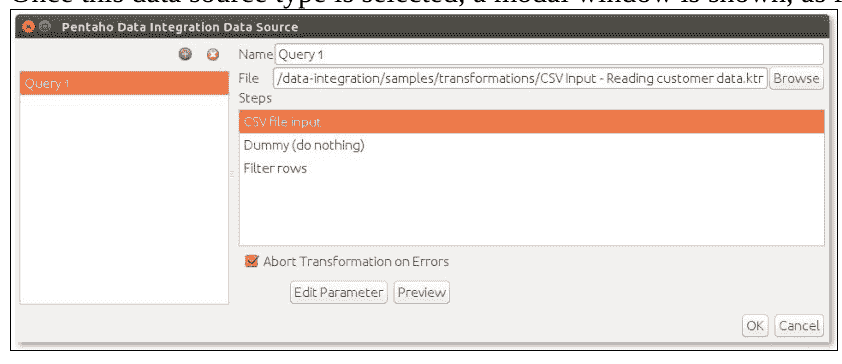 Once this data source type is selected, a modal window is shown, as f
Pentaho Data Integration Data Source
Name Query 1
Query 1
File /data-integration/samples/transformations/CSV Input - Reading customer data.ktr Browse
Steps
CSV file input
Dummy (do nothing)
Filter rows
Abort Transformation on Errors
Edit Parameter Preview
OK Cancel